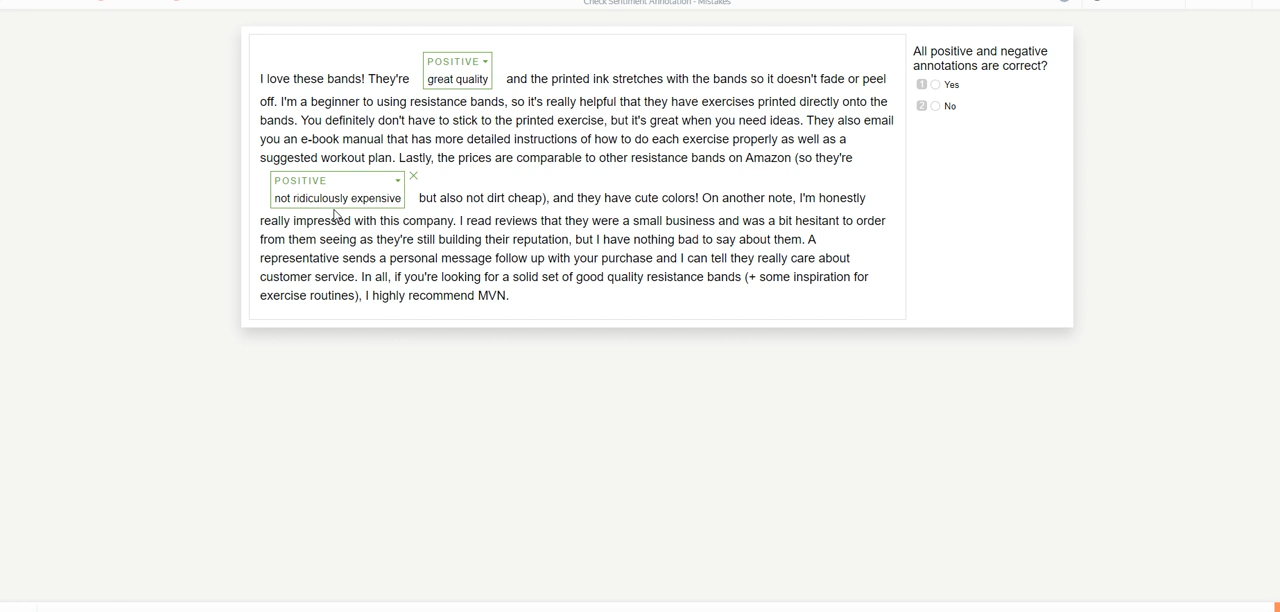 Check Sentiment Annotation - Mistakes
I love these bands! They're POSITIVE great quality and the printed ink stretches with the bands so it doesn't fade or peel
off. I'm a beginner to using resistance bands, so it's really helpful that they have exercises printed directly onto the
bands. You definitely don't have to stick to the printed exercise, but it's great when you need ideas. They also email
you an e-book manual that has more detailed instructions of how to do each exercise properly as well as a
suggested workout plan. Lastly, the prices are comparable to other resistance bands on Amazon (so they're
POSITIVE not ridiculously expensive but also not dirt cheap), and they have cute colors! On another note, I'm honestly
really impressed with this company. I read reviews that they were a small business and was a bit hesitant to order
from them seeing as they're still building their reputation, but I have nothing bad to say about them. A
representative sends a personal message follow up with your purchase and I can tell they really care about
customer service. In all, if you're looking for a solid set of good quality resistance bands (+ some inspiration for
exercise routines), I highly recommend MVN.
All positive and negative
annotations are correct?
1 Yes
2 No